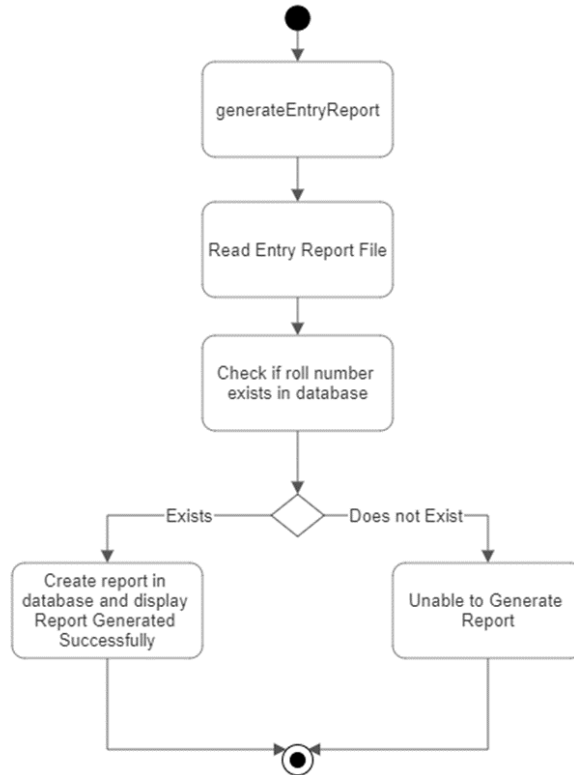 generateEntryReport
Read Entry Report File
Check if roll number
exists in database
Exists
Does not Exist
Create report in
database and display
Report Generated
Successfully
Unable to Generate
Report